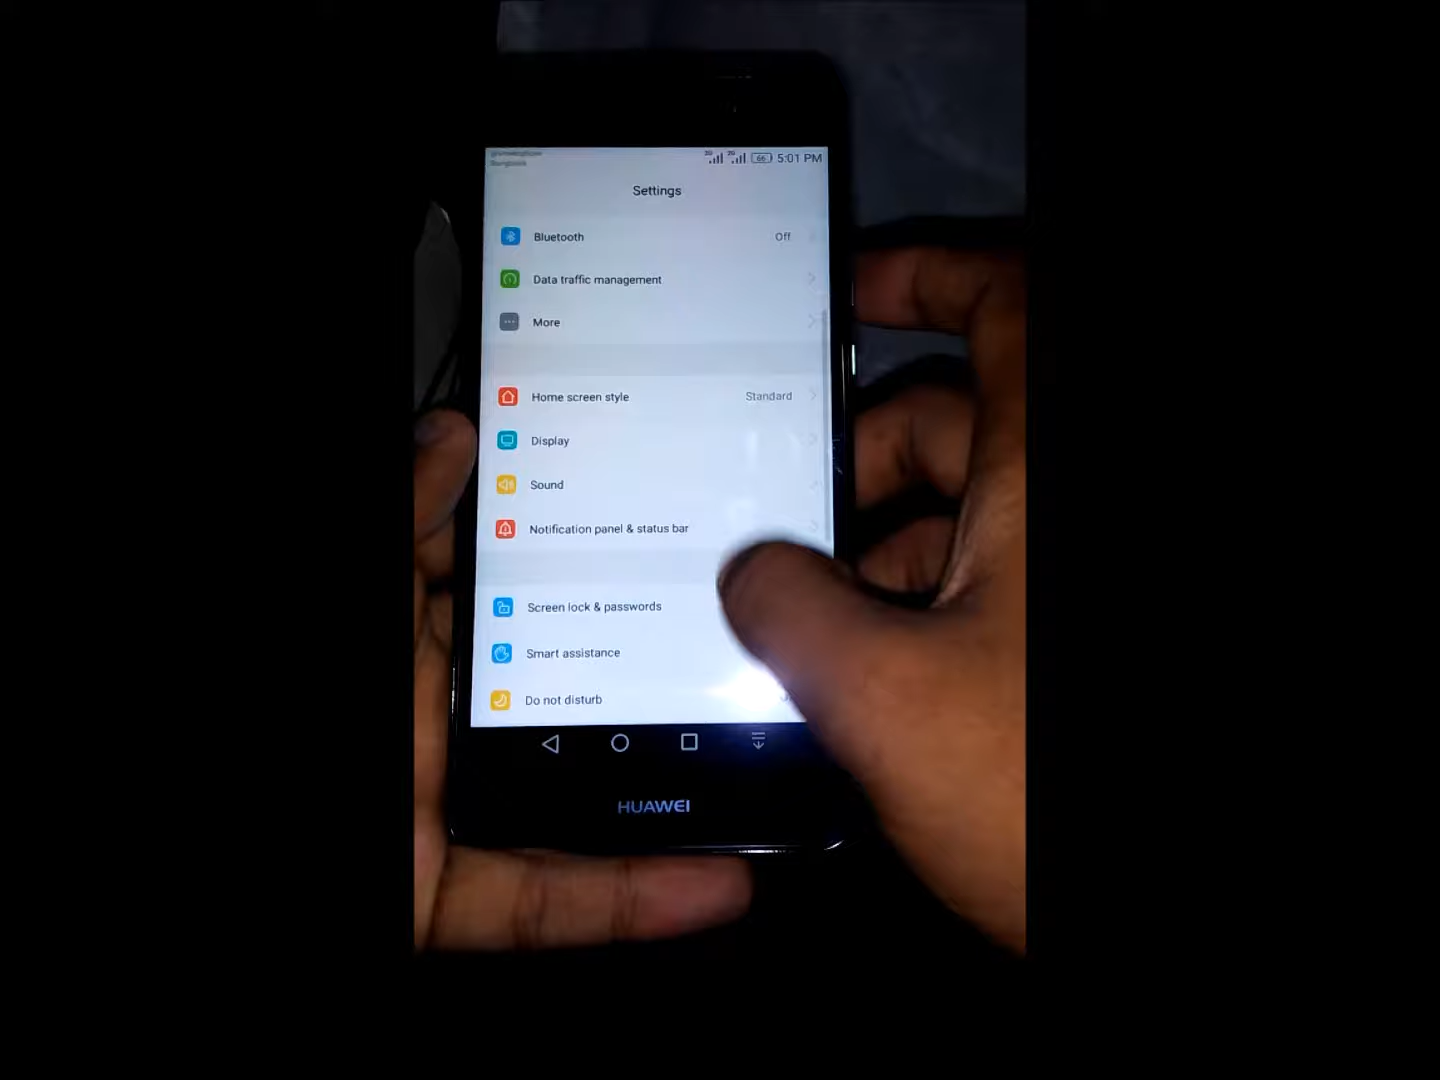 66 5:01 PM
Settings
Bluetooth Off
Data traffic management
More
Home screen style Standard
Display
Sound
Notification panel & status bar
Screen lock & passwords
Smart assistance
Do not disturb
HUAWEI